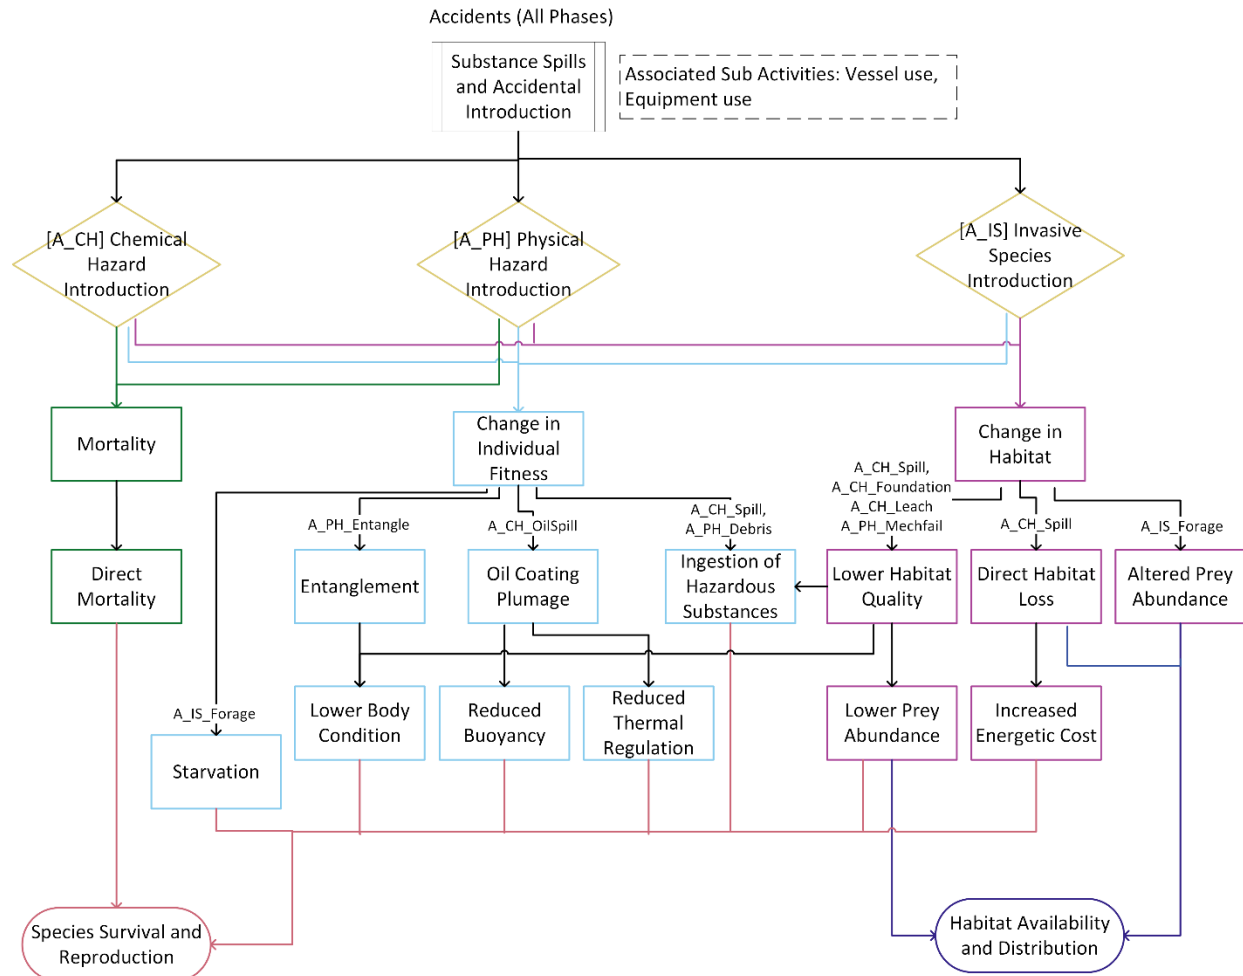 Accidents (All Phases)
Substance Spills
and Accidental
Introduction
Associated Sub Activities: Vessel use,
Equipment use
[A_CH] Chemical
Hazard
Introduction
[A_PH] Physical
Hazard
Introduction
[A_IS] Invasive
Species
Introduction
Mortality
Change in
Individual
Fitness
Change in
Habitat
A_CH_Spill,
A_CH_Foundation
A_CH_Leach
A_PH_Mechfail
A_PH_Entangle
A_CH_OilSpill
A_CH_Spill,
A_PH_Debris
A_CH_Spill
A_IS_Forage
Direct
Mortality
Entanglement
Oil Coating
Plumage
Ingestion of
Hazardous
Substances
Lower Habitat
Quality
Direct Habitat
Loss
Altered Prey
Abundance
A_IS_Forage
Starvation
Lower Body
Condition
Reduced
Buoyancy
Reduced
Thermal
Regulation
Lower Prey
Abundance
Increased
Energetic Cost
Species Survival and
Reproduction
Habitat Availability
and Distribution